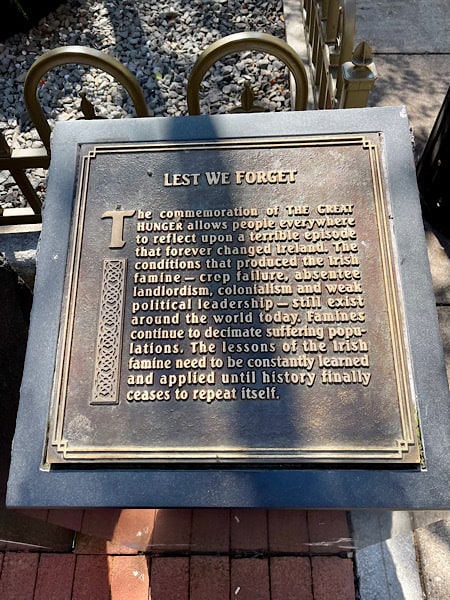 LEST WE FORGET
The commemoration of THE GREAT
HUNGER allows people everywhere
to reflect upon a terrible episode
that forever changed Ireland. The
conditions that produced the Irish
famine — crop failure, absentee
landlordism, colonialism and weak
political leadership — still exist
around the world today. Famines
continue to decimate suffering popu-
lations. The lessons of the Irish
famine need to be constantly learned
and applied until history finally
ceases to repeat itself.